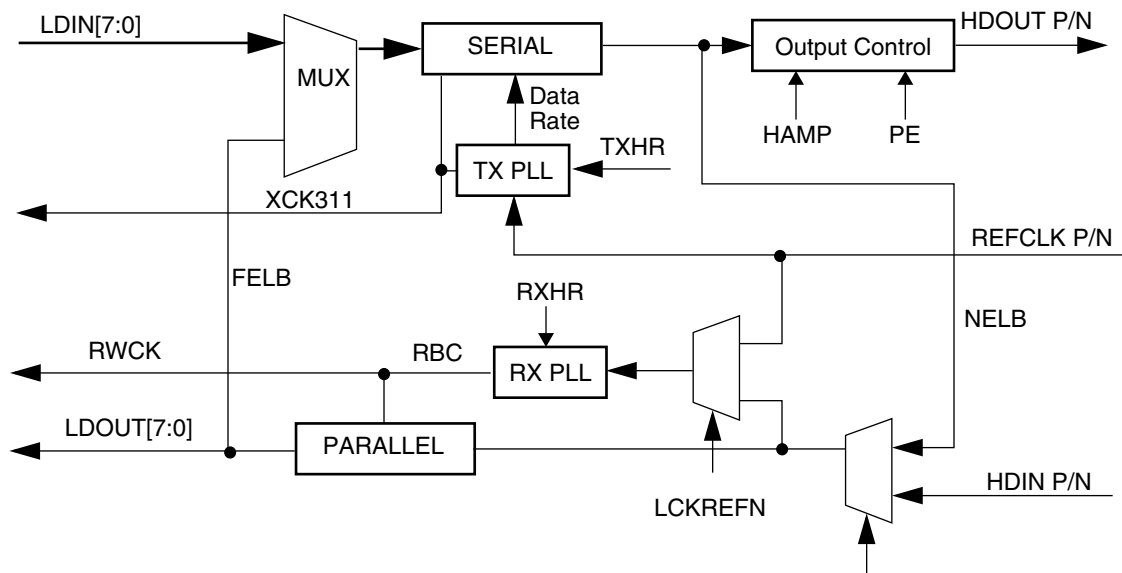 LDIN[7:0]
SERIAL
Output Control
HDOUT P/N
MUX
Data
Rate
HAMP
PE
TXHR
TX PLL
XCK311
REFCLK P/N
FELB
RXHR
NELB
RWCK
RBC
RX PLL
LDOUT[7:0]
PARALLEL
HDIN P/N
LCKREFN